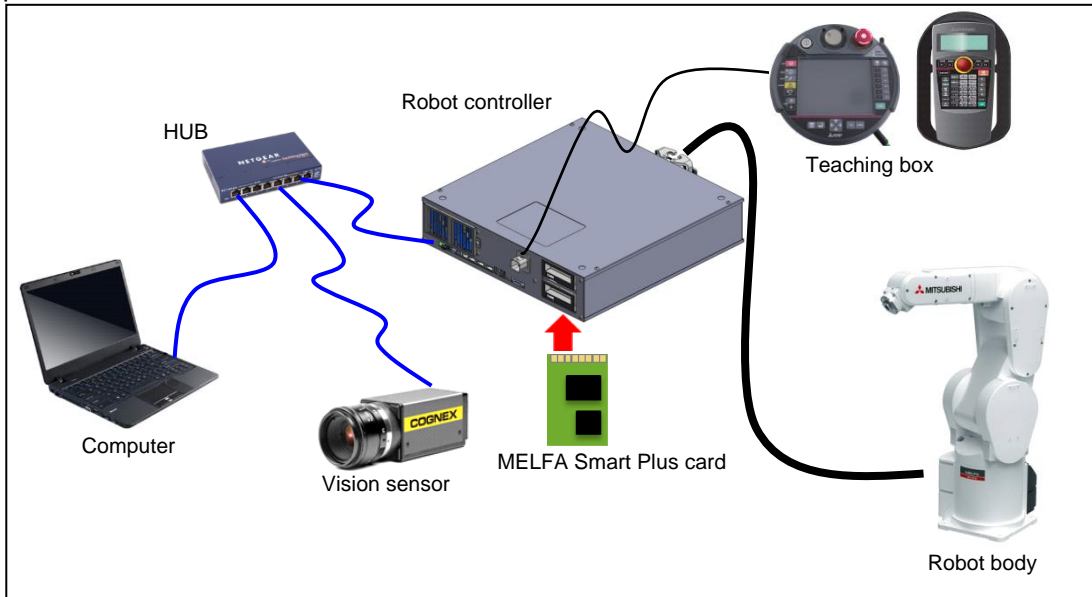 Robot controller
HUB
NETGEAR
Teaching box
MITSUBISHI
COGNEX
Computer
Vision sensor
MELFA Smart Plus card
Robot body